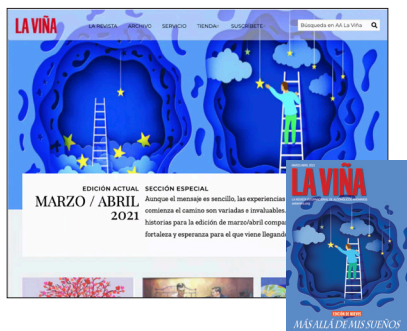 LA VIÑA
LA REVISTA ARCHIVO SERVICIO TIENDA SUSCRÍBETE
Búsqueda en AA La Viña
EDICIÓN ACTUAL
MARZO / ABRIL
2021
SECCIÓN ESPECIAL
Aunque el mensaje es sencillo, las experiencias
comienza el camino son variadas e invaluables.
historias para la edición de marzo/abril compa
fortaleza y esperanza para el que viene llegand
LA VIÑA
MÁS ALLÁ DE MIS SUEÑOS